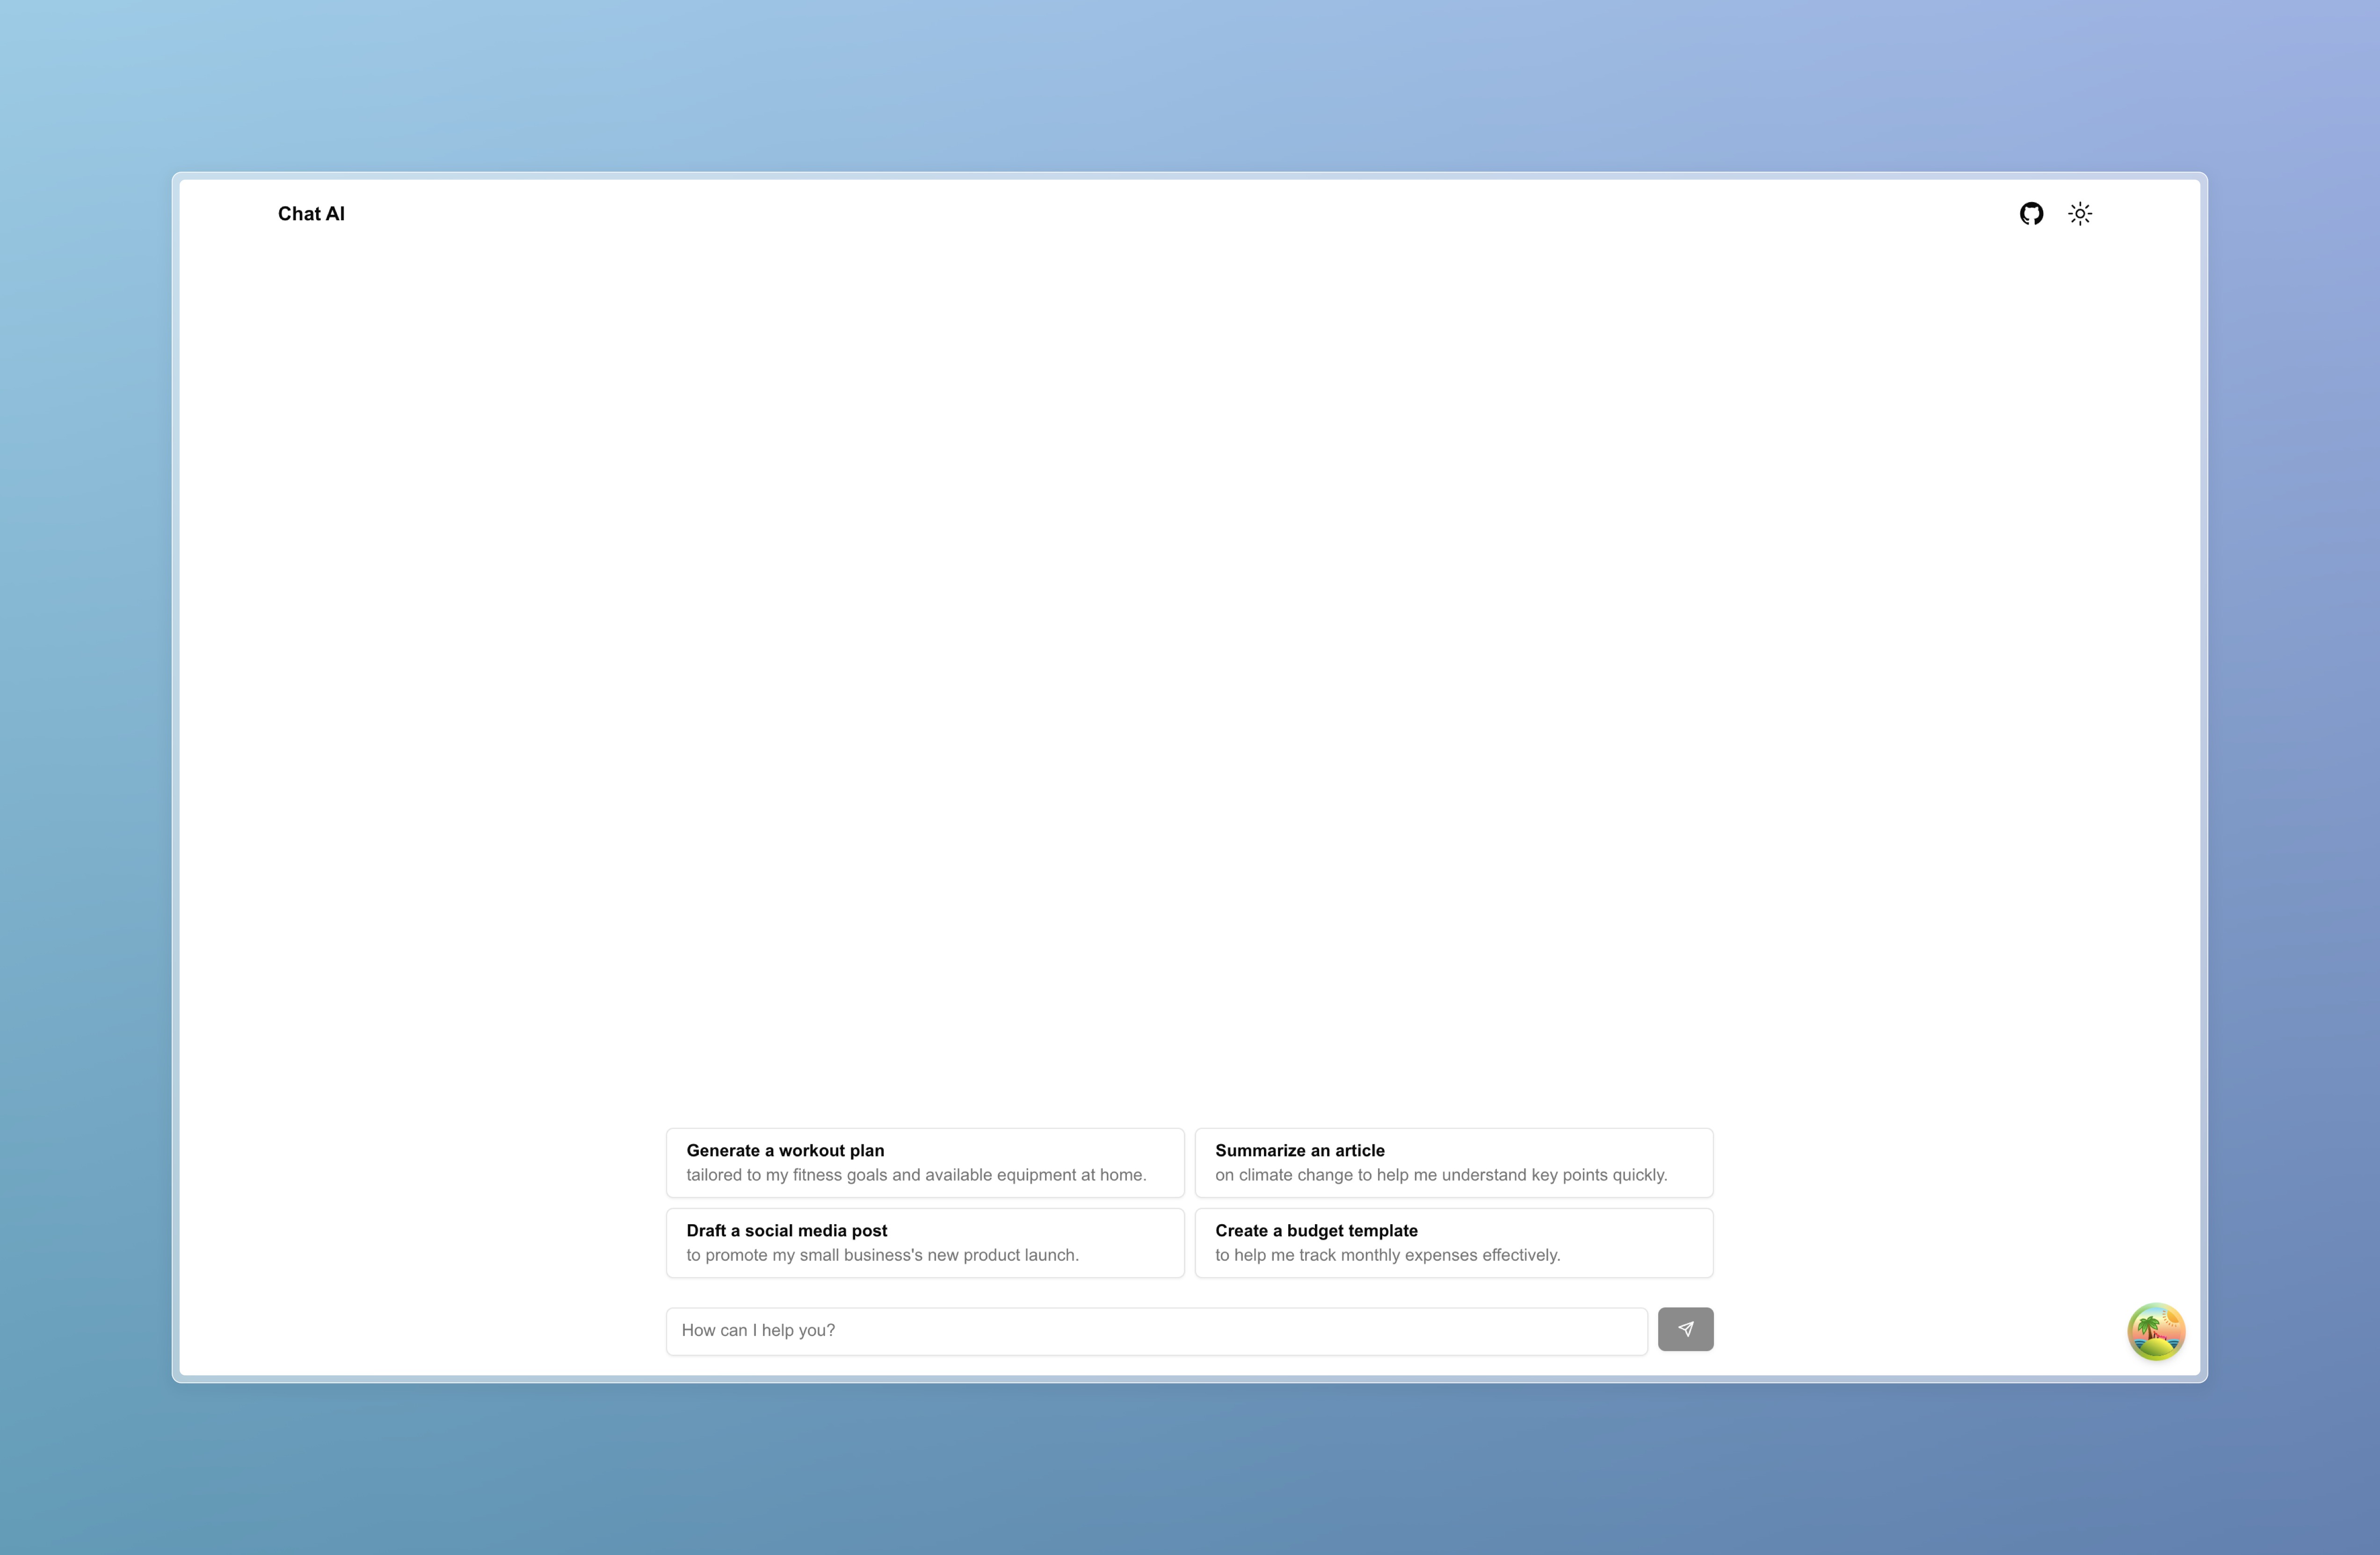 Chat AI
Generate a workout plan
tailored to my fitness goals and available equipment at home.
Summarize an article
on climate change to help me understand key points quickly.
Draft a social media post
to promote my small business's new product launch.
Create a budget template
to help me track monthly expenses effectively.
How can I help you?